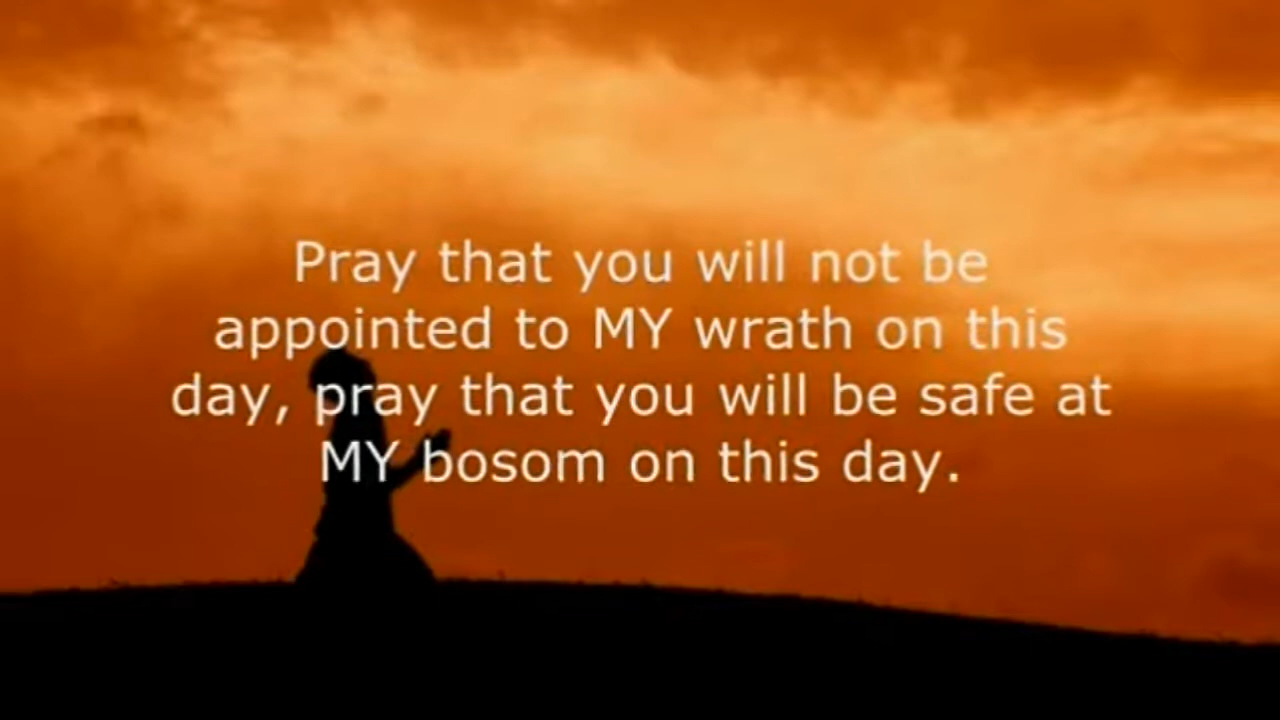 Pray that you will not be
appointed to MY wrath on this
day, pray that you will be safe at
MY bosom on this day.